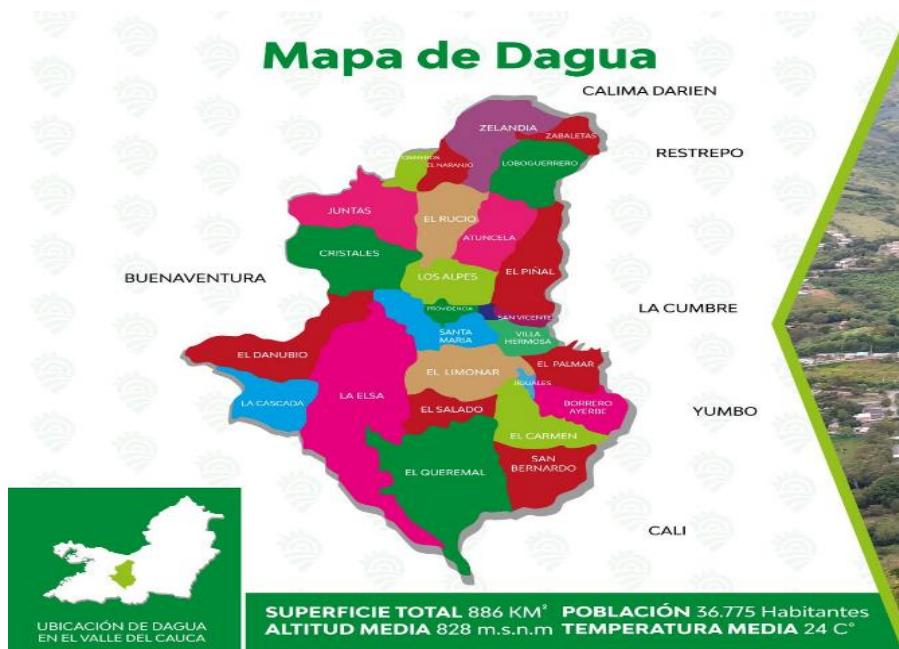 Mapa de Dagua
CALIMA DARIEN
ZELANDIA
ZABALETAS
RESTREPO
EL NARANJO
LOBOGUERRERO
JUNTAS
EL RUCIO
ATUNCELA
CRISTALES
EL PIÑAL
LOS ALPES
BUENAVENTURA
PROVIDENCIA
SAN VICENTE
LA CUMBRE
SANTA
MARIA
VILLA
HERMOSA
EL DANUBIO
EL PALMAR
EL LIMONAR
LA ELSA
LA CASCADA
BORRERO
AYERBE
EL SALADO
YUMBO
EL CARMEN
SAN
BERNARDO
EL QUEREMAL
CALI
UBICACIÓN DE DAGUA
EN EL VALLE DEL CAUCA
SUPERFICIE TOTAL 886 KM² POBLACIÓN 36.775 Habitantes
ALTITUD MEDIA 828 m.s.n.m TEMPERATURA MEDIA 24 C°